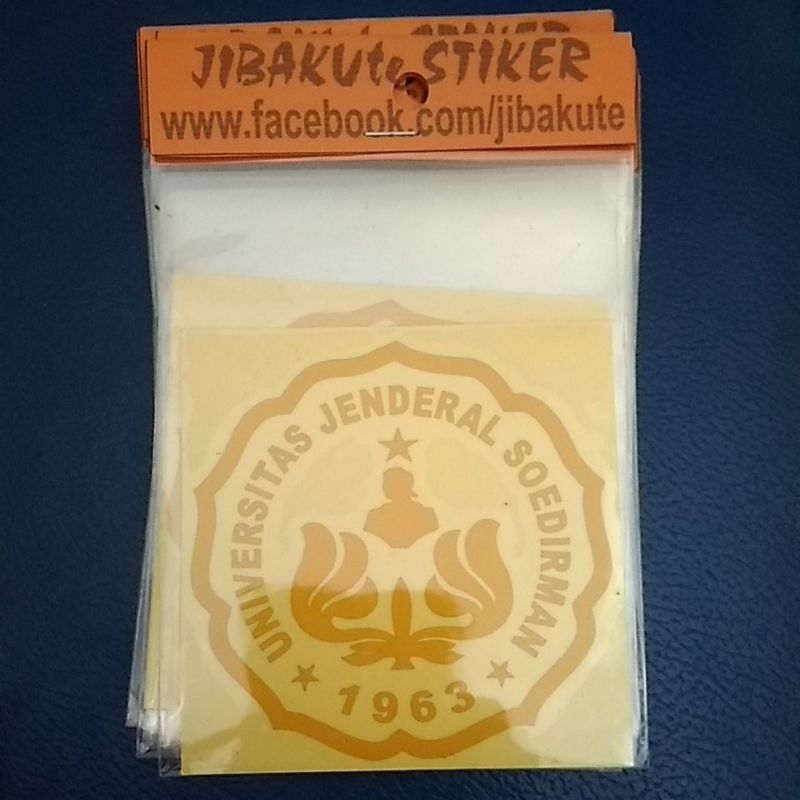 JIBAKUte STIKER
www.facebook.com/jibakute
UNIVERSITAS JENDERAL SOEDIRMAN
1963